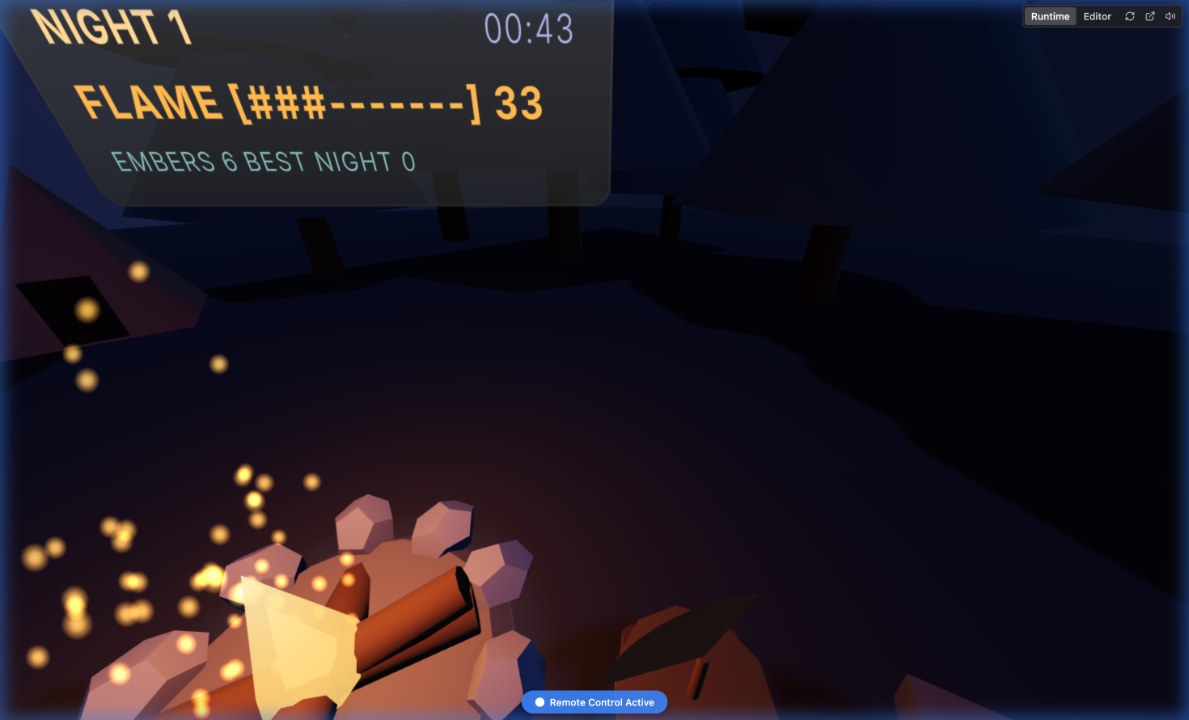 NIGHT 1
00:43
FLAME [###-------] 33
EMBERS 6 BEST NIGHT 0
Runtime
Editor
Remote Control Active